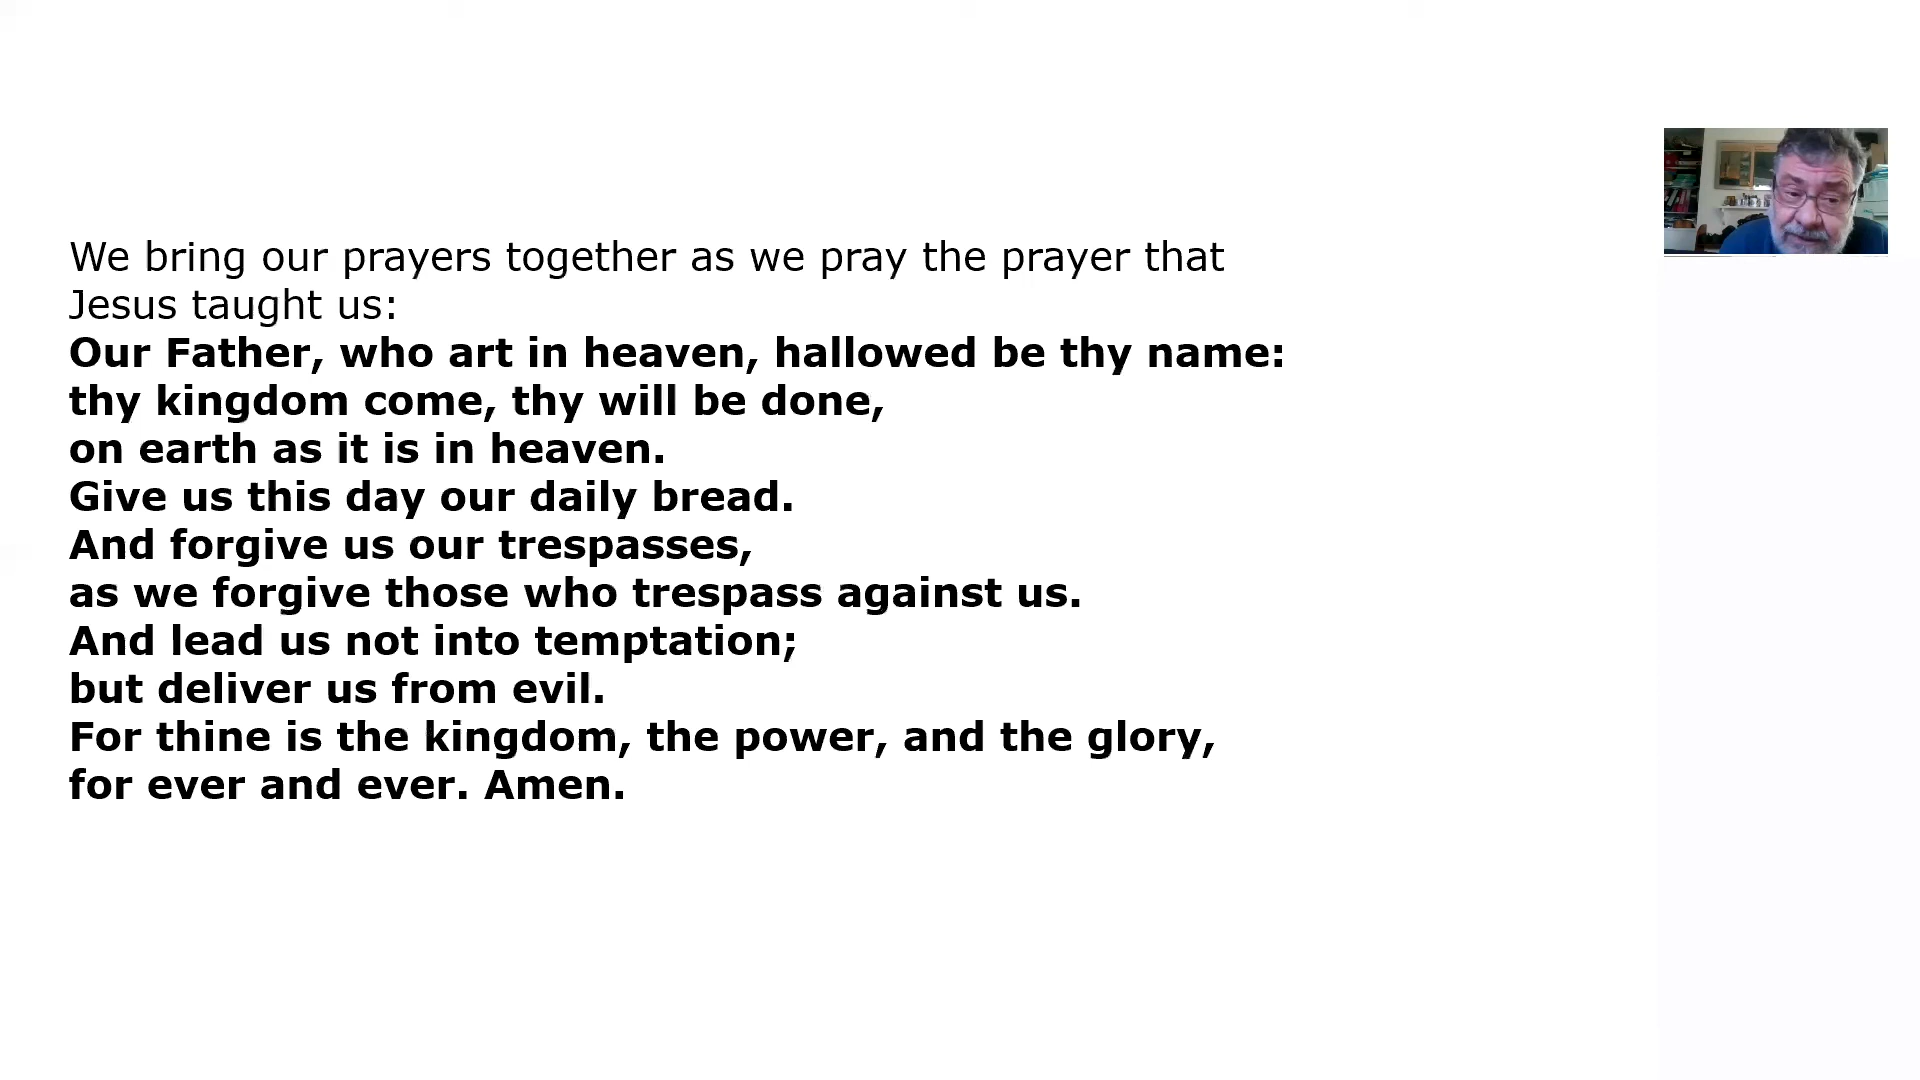 We bring our prayers together as we pray the prayer that
Jesus taught us:
Our Father, who art in heaven, hallowed be thy name:
thy kingdom come, thy will be done,
on earth as it is in heaven.
Give us this day our daily bread.
And forgive us our trespasses,
as we forgive those who trespass against us.
And lead us not into temptation;
but deliver us from evil.
For thine is the kingdom, the power, and the glory,
for ever and ever. Amen.